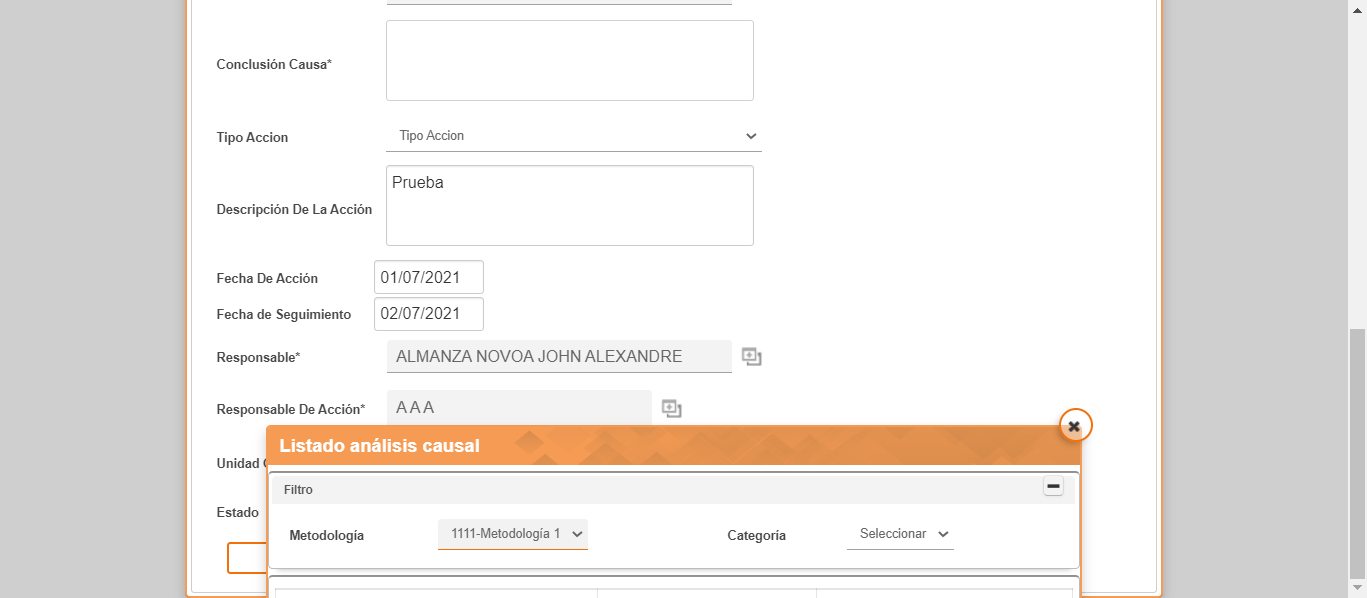 Conclusión Causa*
Tipo Accion
Tipo Accion
Prueba
Descripción De La Acción
Fecha De Acción
01/07/2021
Fecha de Seguimiento
02/07/2021
Responsable*
ALMANZA NOVOA JOHN ALEXANDRE
Responsable De Acción*
A A A
Listado análisis causal
Unidad
Filtro
Estado
Metodología
1111-Metodología 1
Categoría
Seleccionar